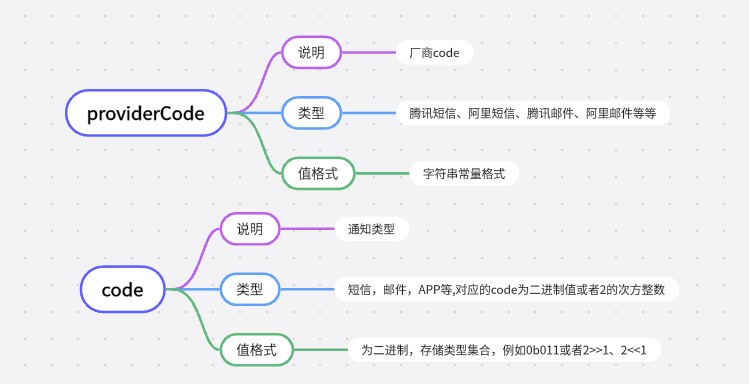 说明
厂商code
providerCode
类型
腾讯短信、阿里短信、腾讯邮件、阿里邮件等等
值格式
字符串常量格式
说明
通知类型
code
类型
短信，邮件，APP等,对应的code为二进制值或者2的次方整数
值格式
为二进制，存储类型集合，例如0b011或者2>>1、2<<1